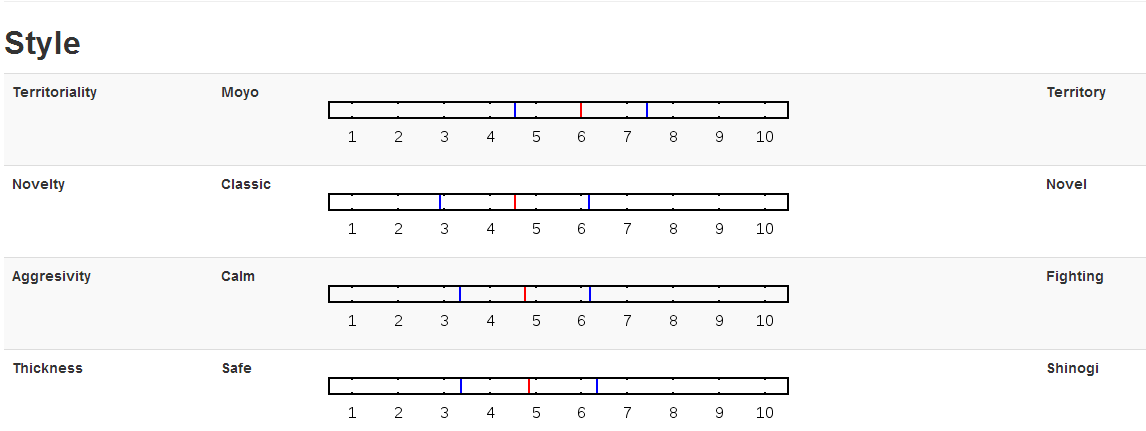 Style
Territoriality Moyo Territory
1 2 3 4 5 6 7 8 9 10
Novelty Classic Novel
1 2 3 4 5 6 7 8 9 10
Aggresivity Calm Fighting
1 2 3 4 5 6 7 8 9 10
Thickness Safe Shinogi
1 2 3 4 5 6 7 8 9 10